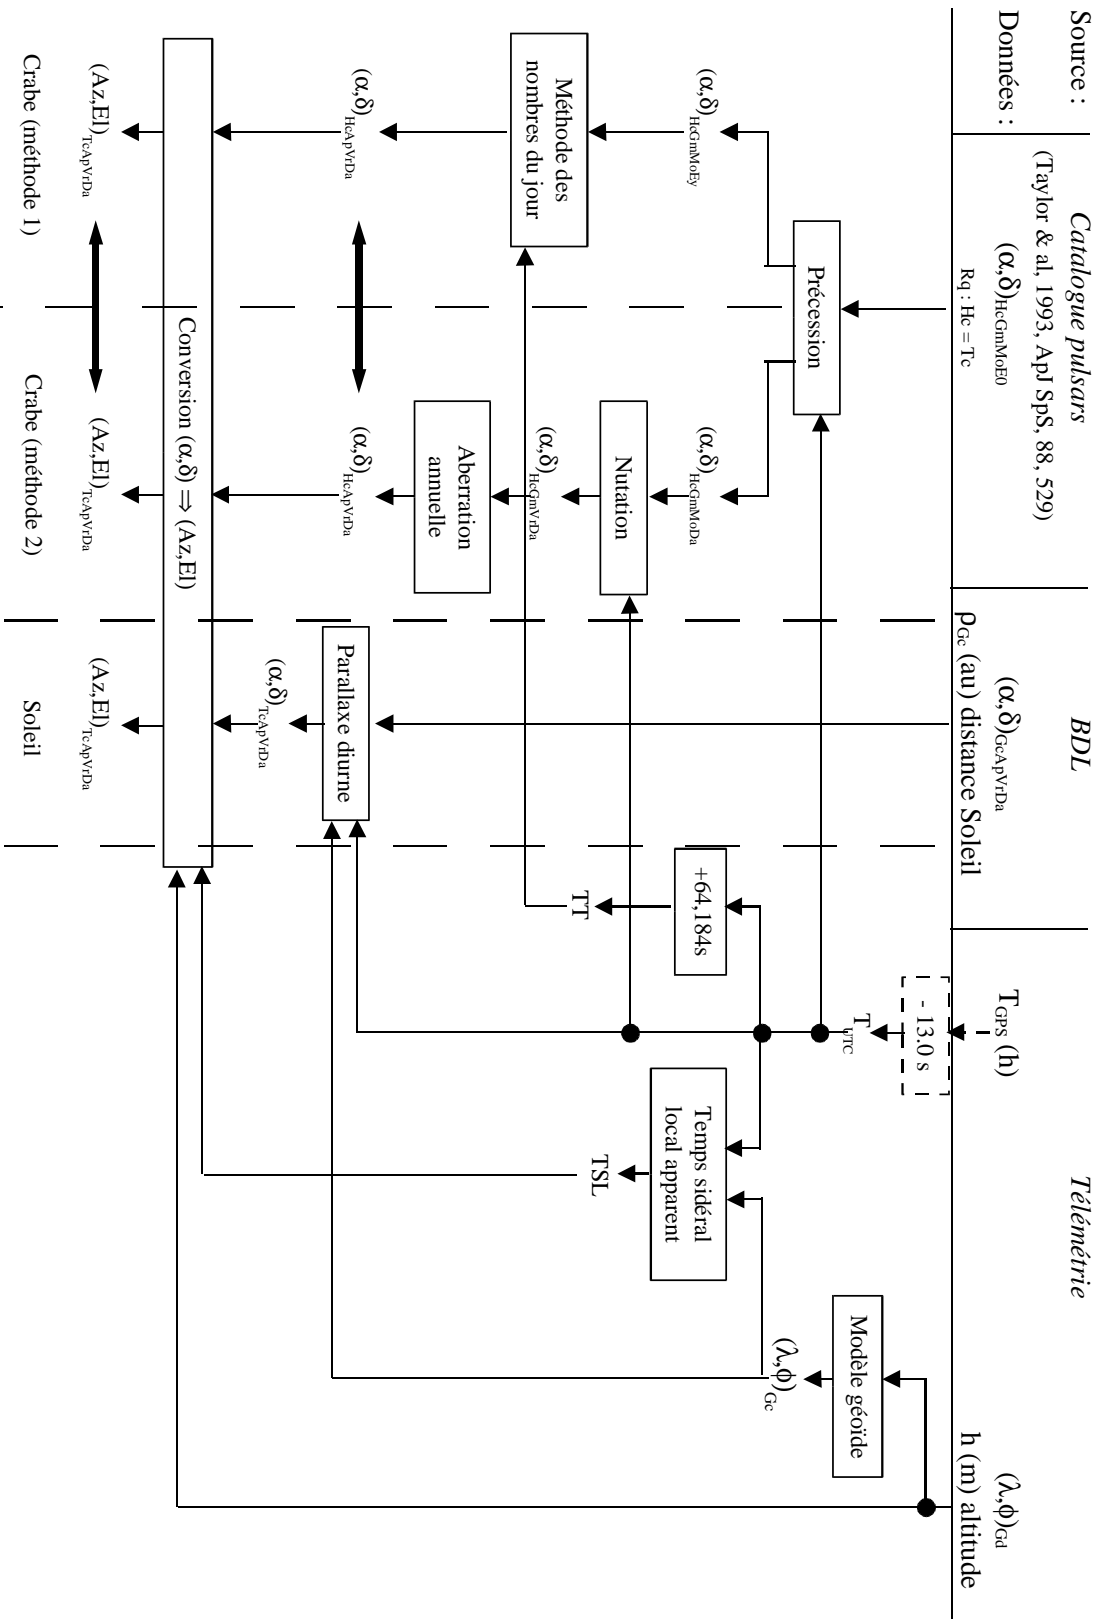 Source :
Catalogue pulsars
BDL
Télémétrie
(Taylor & al, 1993, ApJ SpS, 88, 529)
Données :
(α,δ)HcGmMoE0
(α,δ)GcApVrDa
TGPS (h)
(λ,ϕ)Gd
Rq : Hc = Tc
ρGc (au) distance Soleil
h (m) altitude
- 13.0 s
TUTC
Précession
Modèle géoïde
(λ,ϕ)Gc
(α,δ)HcGmMoEy
(α,δ)HcGmMoDa
+64,184s
Temps sidéral
local apparent
Nutation
TT
TSL
Méthode des
nombres du jour
(α,δ)HcGmVrDa
Aberration
annuelle
(α,δ)HcApVrDa
(α,δ)HcApVrDa
Parallaxe diurne
(α,δ)TcApVrDa
Conversion (α,δ) ⇒ (Az,El)
(Az,El)TcApVrDa
(Az,El)TcApVrDa
(Az,El)TcApVrDa
Crabe (méthode 1)
Crabe (méthode 2)
Soleil